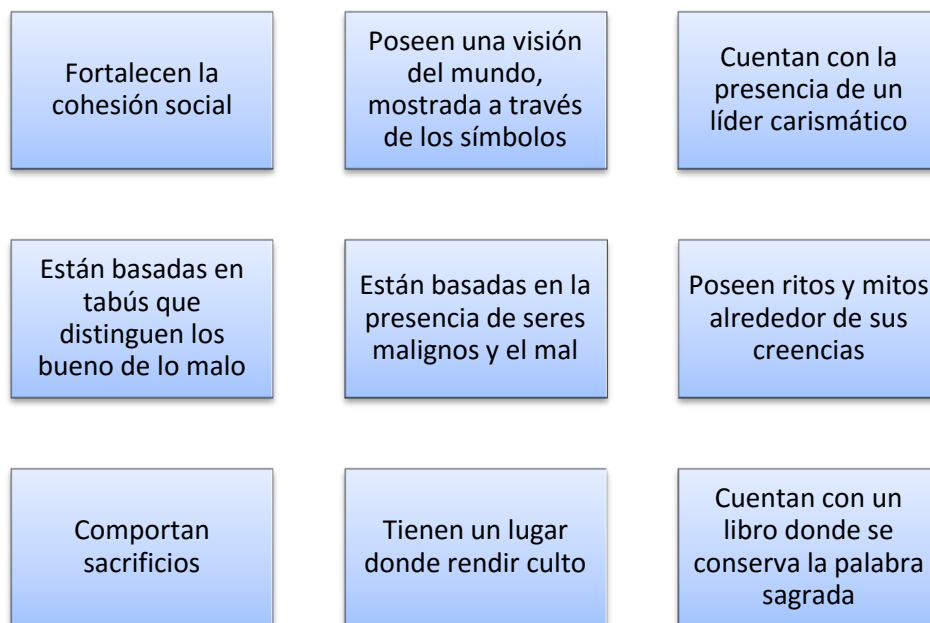 Fortalecen la
cohesión social
Poseen una visión
del mundo,
mostrada a través
de los símbolos
Cuentan con la
presencia de un
líder carismático
Están basadas en
tabús que
distinguen los
bueno de lo malo
Están basadas en la
presencia de seres
malignos y el mal
Poseen ritos y mitos
alrededor de sus
creencias
Comportan
sacrificios
Tienen un lugar
donde rendir culto
Cuentan con un
libro donde se
conserva la palabra
sagrada